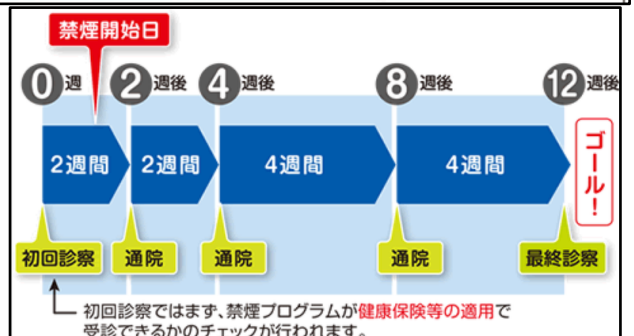 禁煙開始日
0週 2週後 4週後 8週後 12週後
2週間 2週間 4週間 4週間 ゴール!
初回診察 通院 通院 通院 最終診察
初回診察ではまず、禁煙プログラムが健康保険等の適用で
受診できるかのチェックが行われます。